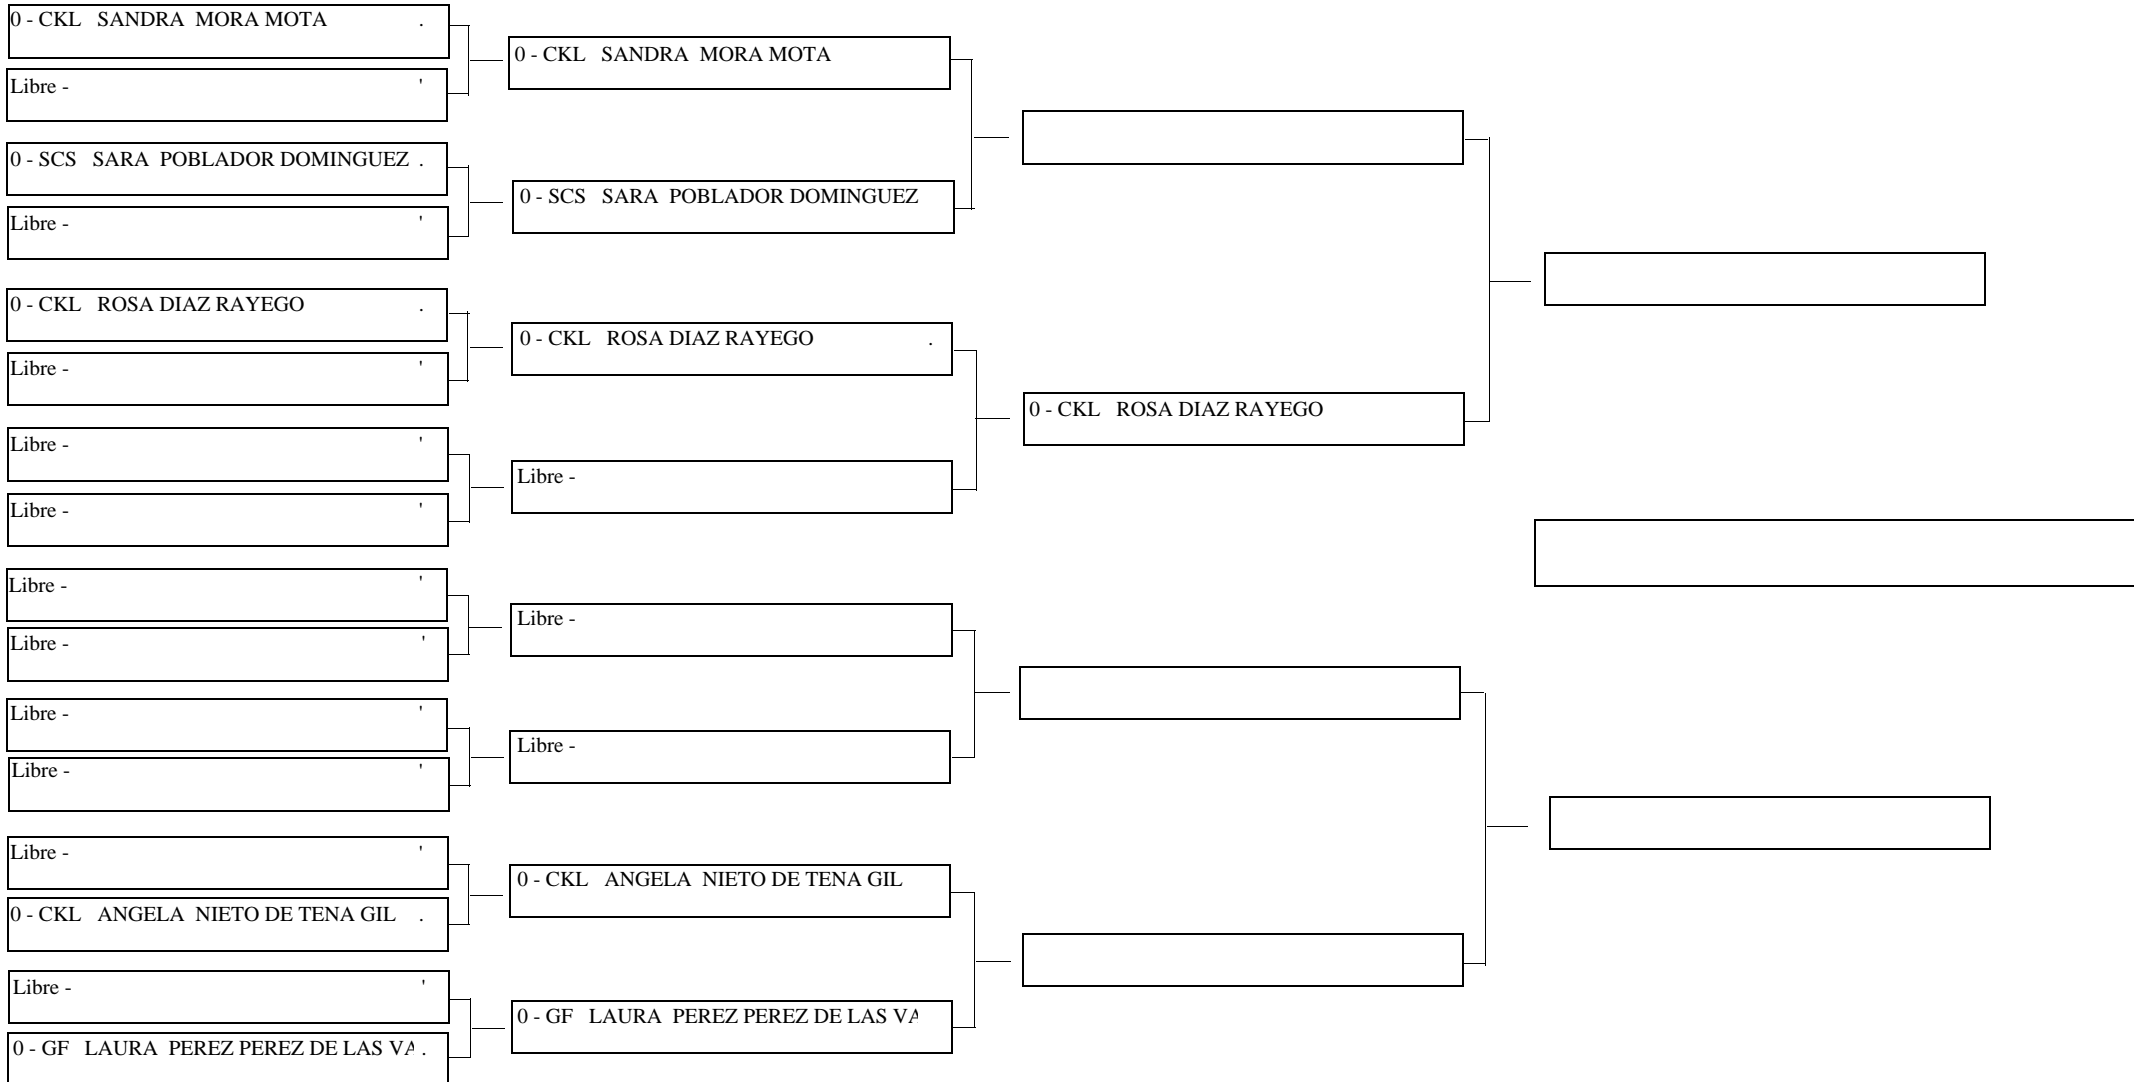 0 - CKL SANDRA MORA MOTA .
Libre - '
0 - SCS SARA POBLADOR DOMINGUEZ .
Libre - '
0 - CKL ROSA DIAZ RAYEGO .
Libre - '
Libre - '
Libre - '
Libre - '
Libre - '
Libre - '
Libre - '
Libre - '
0 - CKL ANGELA NIETO DE TENA GIL .
Libre - '
0 - GF LAURA PEREZ PEREZ DE LAS VA .
0 - CKL SANDRA MORA MOTA
0 - SCS SARA POBLADOR DOMINGUEZ
0 - CKL ROSA DIAZ RAYEGO .
Libre -
Libre -
Libre -
0 - CKL ANGELA NIETO DE TENA GIL
0 - GF LAURA PEREZ PEREZ DE LAS VA
0 - CKL ROSA DIAZ RAYEGO